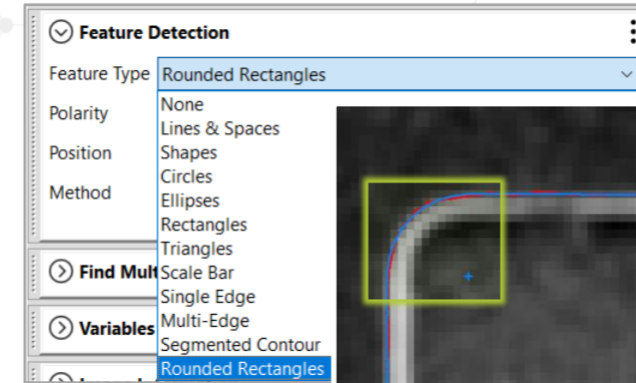 Feature Detection
Feature Type Rounded Rectangles
Polarity
Position
Method
None
Lines & Spaces
Shapes
Circles
Ellipses
Rectangles
Triangles
Scale Bar
Single Edge
Multi-Edge
Segmented Contour
Rounded Rectangles
Find Mul
Variables